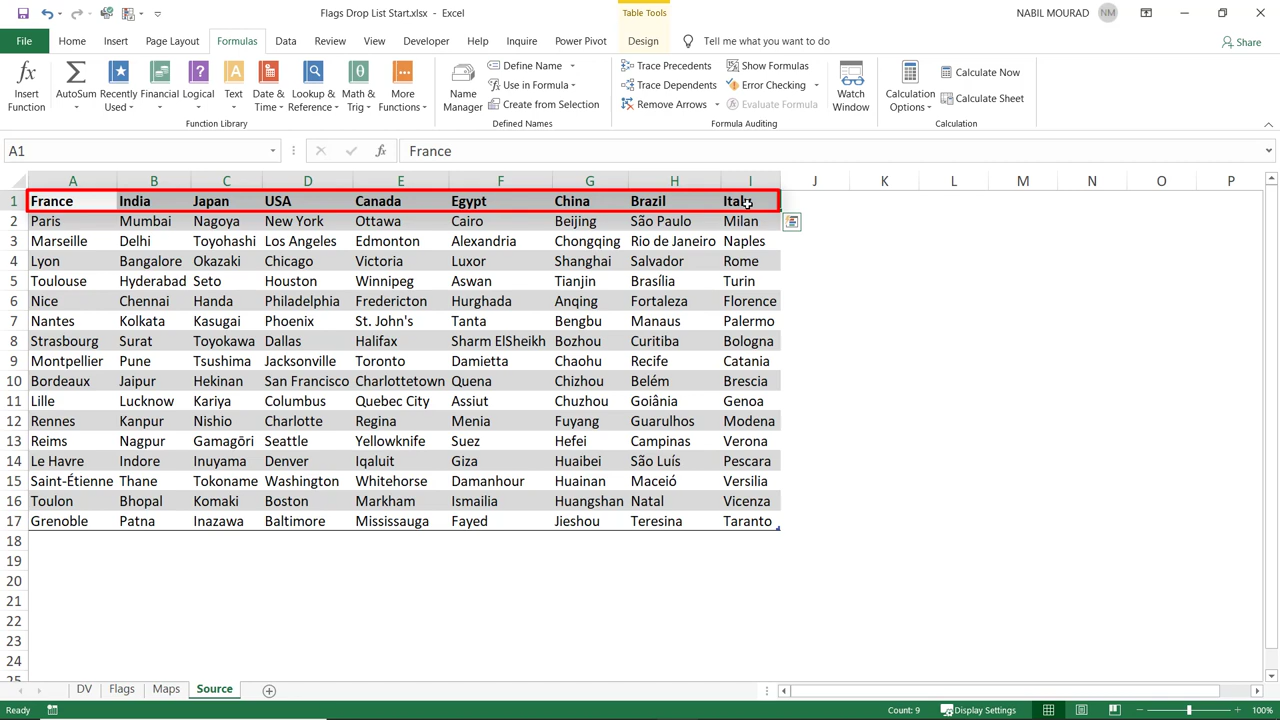 Flags Drop List Start.xlsx - Excel
Table Tools
NABIL MOURAD
NM
File
Home
Insert
Page Layout
Formulas
Data
Review
View
Developer
Help
Inquire
Power Pivot
Design
Tell me what you want to do
Share
Insert Function
AutoSum
Recently Used
Financial
Logical
Text
Date & Time
Lookup & Reference
Math & Trig
More Functions
Function Library
Name Manager
Define Name
Use in Formula
Create from Selection
Defined Names
Trace Precedents
Trace Dependents
Remove Arrows
Show Formulas
Error Checking
Evaluate Formula
Formula Auditing
Watch Window
Calculation Options
Calculate Now
Calculate Sheet
Calculation
A1
fx
France
A B C D E F G H I J K L M N O P
1 France India Japan USA Canada Egypt China Brazil Italy
2 Paris Mumbai Nagoya New York Ottawa Cairo Beijing São Paulo Milan
3 Marseille Delhi Toyohashi Los Angeles Edmonton Alexandria Chongqing Rio de Janeiro Naples
4 Lyon Bangalore Okazaki Chicago Victoria Luxor Shanghai Salvador Rome
5 Toulouse Hyderabad Seto Houston Winnipeg Aswan Tianjin Brasília Turin
6 Nice Chennai Handa Philadelphia Fredericton Hurghada Anqing Fortaleza Florence
7 Nantes Kolkata Kasugai Phoenix St. John's Tanta Bengbu Manaus Palermo
8 Strasbourg Surat Toyokawa Dallas Halifax Sharm ElSheikh Bozhou Curitiba Bologna
9 Montpellier Pune Tsushima Jacksonville Toronto Damietta Chaohu Recife Catania
10 Bordeaux Jaipur Hekinan San Francisco Charlottetown Quena Chizhou Belém Brescia
11 Lille Lucknow Kariya Columbus Quebec City Assiut Chuzhou Goiânia Genoa
12 Rennes Kanpur Nishio Charlotte Regina Menia Fuyang Guarulhos Modena
13 Reims Nagpur Gamagōri Seattle Yellowknife Suez Hefei Campinas Verona
14 Le Havre Indore Inuyama Denver Iqaluit Giza Huaibei São Luís Pescara
15 Saint-Étienne Thane Tokoname Washington Whitehorse Damanhour Huainan Maceió Versilia
16 Toulon Bhopal Komaki Boston Markham Ismailia Huangshan Natal Vicenza
17 Grenoble Patna Inazawa Baltimore Mississauga Fayed Jieshou Teresina Taranto
18
19
20
21
22
23
24
25
DV Flags Maps Source
Ready
Count: 9
Display Settings
100%